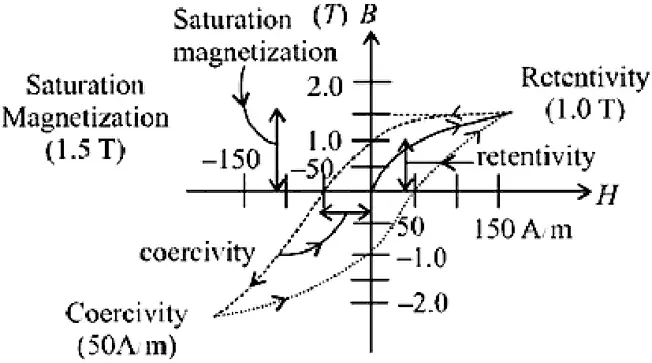 Saturation (T) B
magnetization
Saturation
Magnetization
(1.5 T)
2.0
Retentivity
(1.0 T)
1.0
-150
-50
retentivity
H
50
150 A/m
coercivity
-1.0
-2.0
Coercivity
(50A/m)